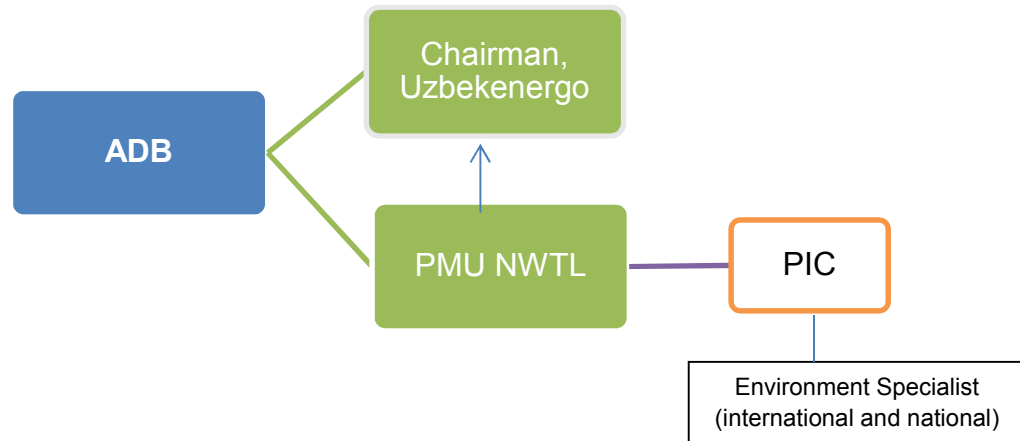 Chairman,
Uzbekenergo
ADB
PMU NWTL
PIC
Environment Specialist
(international and national)